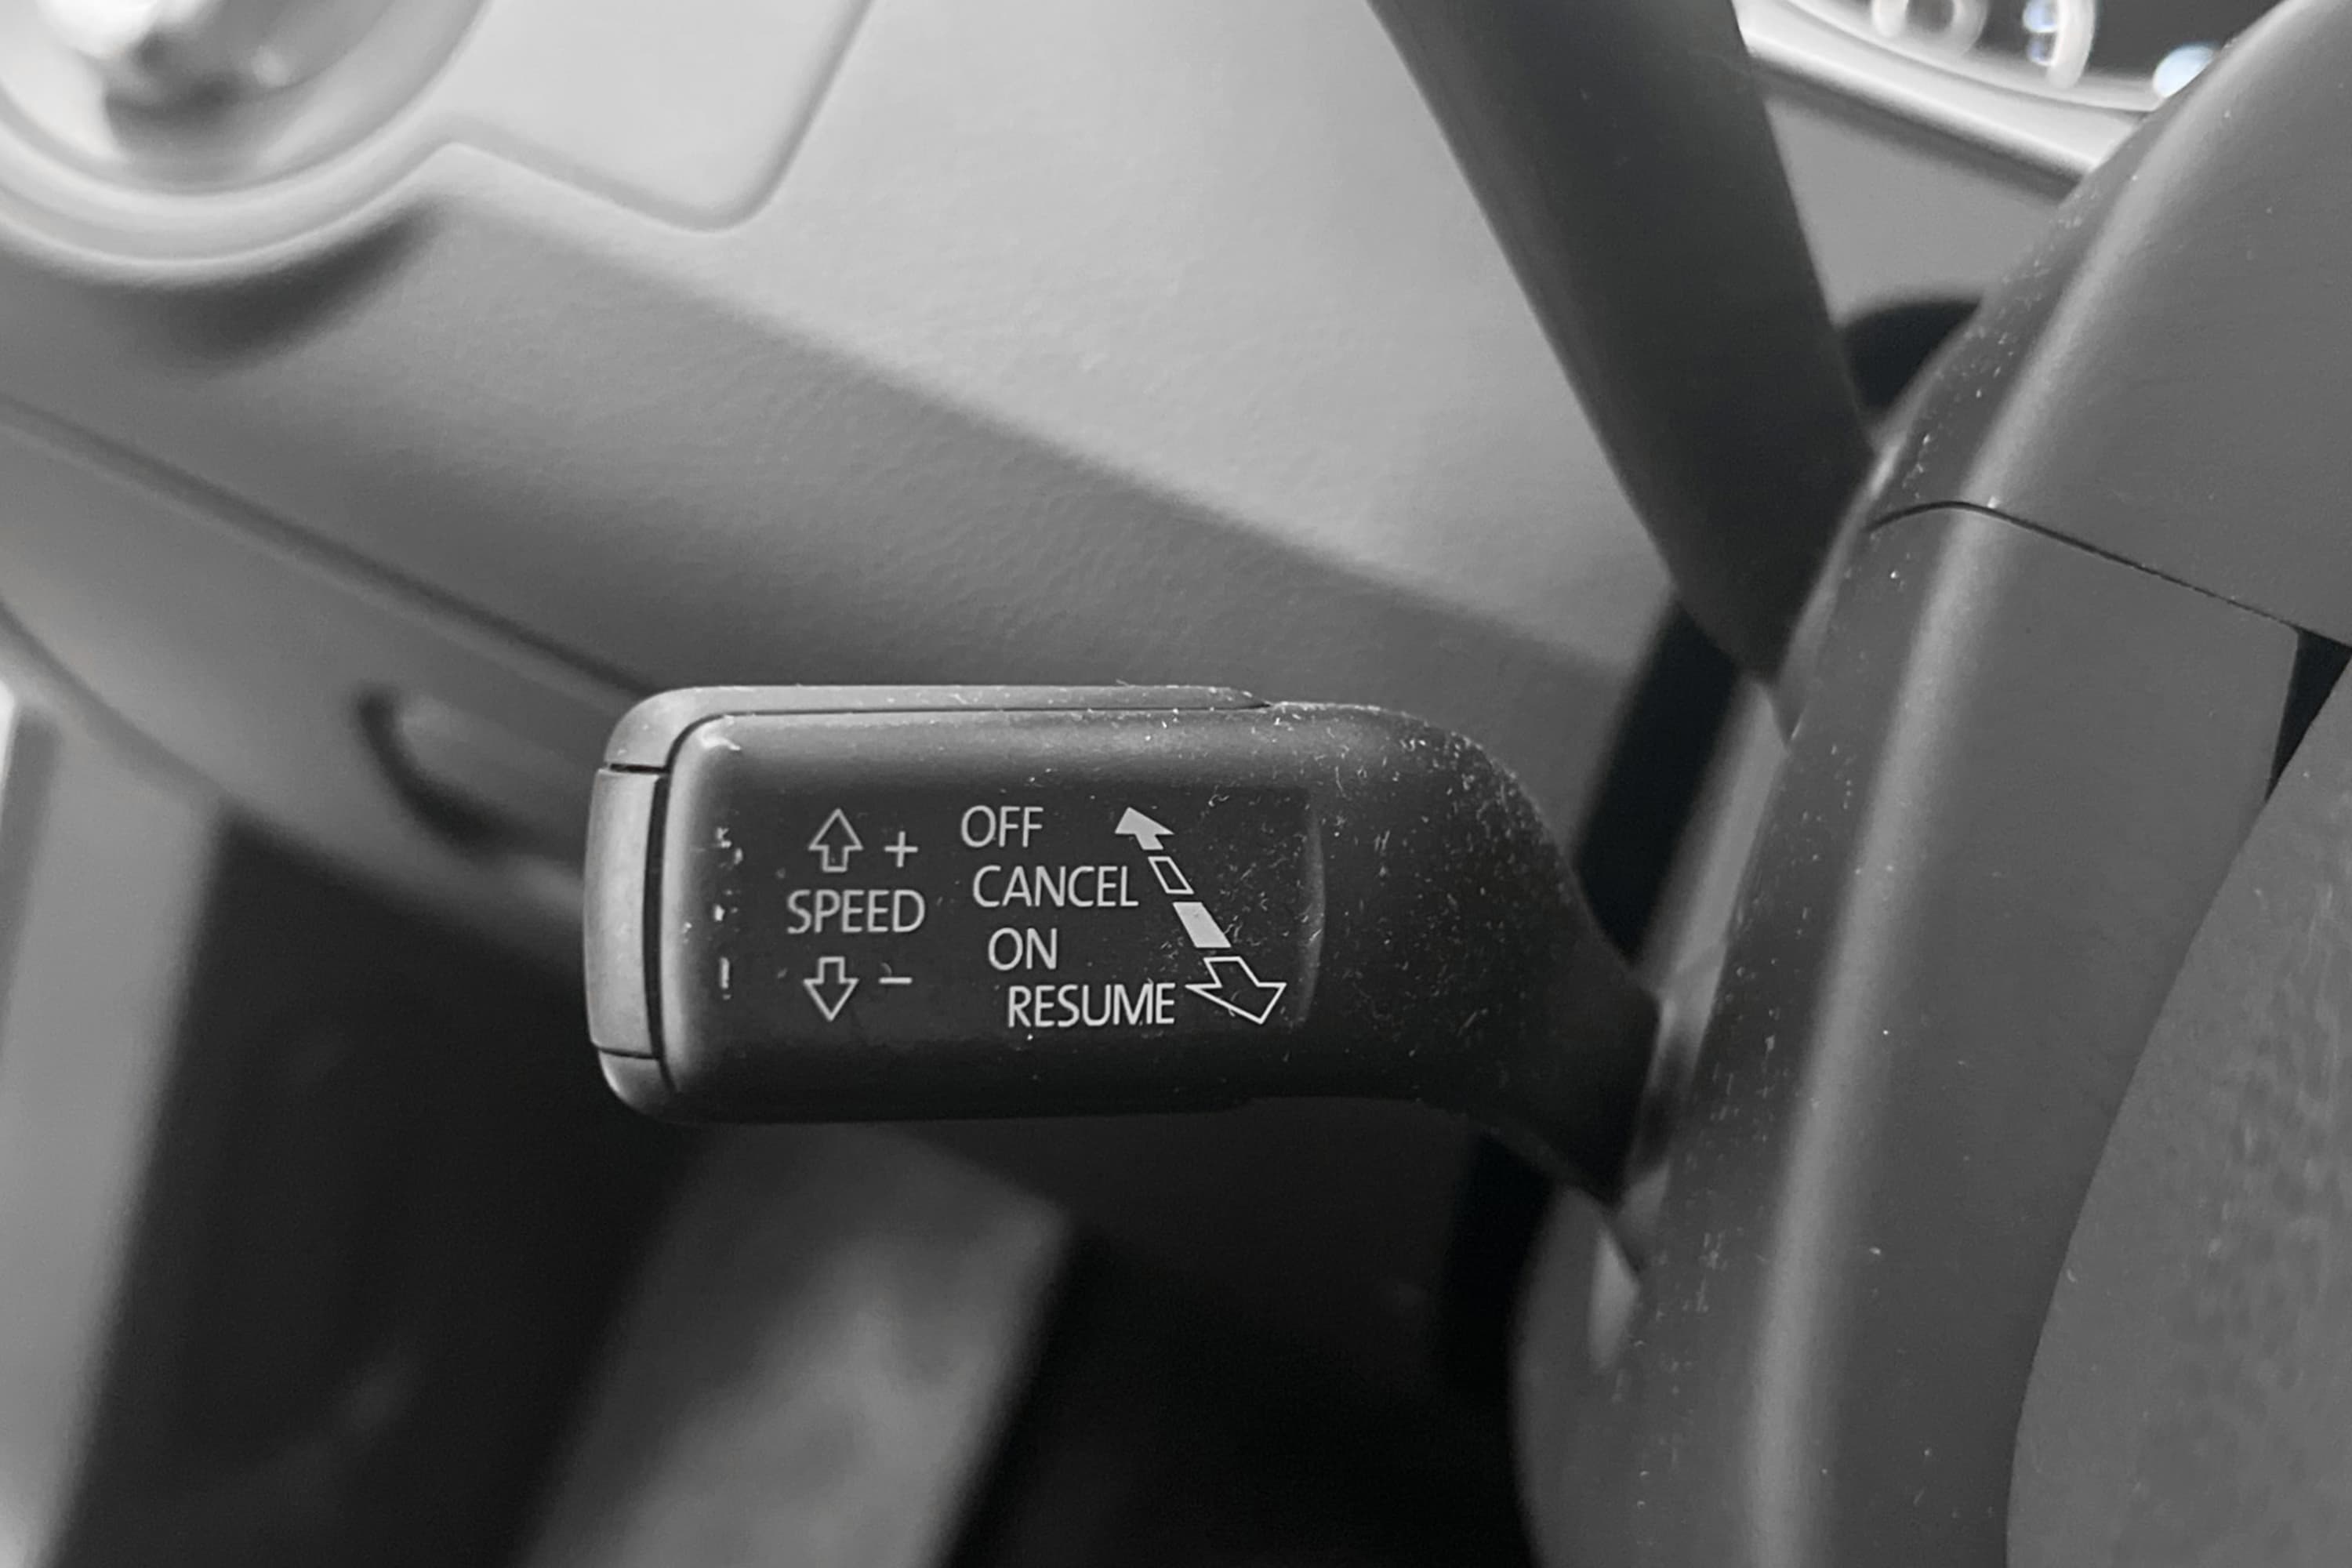 +
SPEED
-
OFF
CANCEL
ON
RESUME